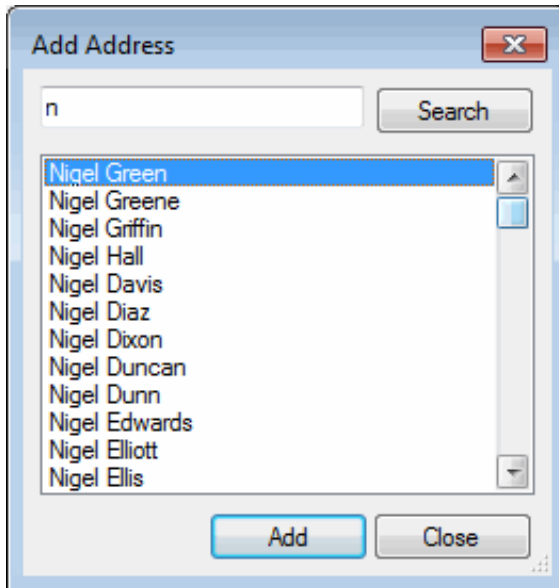 Add Address
n
Search
Nigel Green
Nigel Greene
Nigel Griffin
Nigel Hall
Nigel Davis
Nigel Diaz
Nigel Dixon
Nigel Duncan
Nigel Dunn
Nigel Edwards
Nigel Elliott
Nigel Ellis
Add
Close